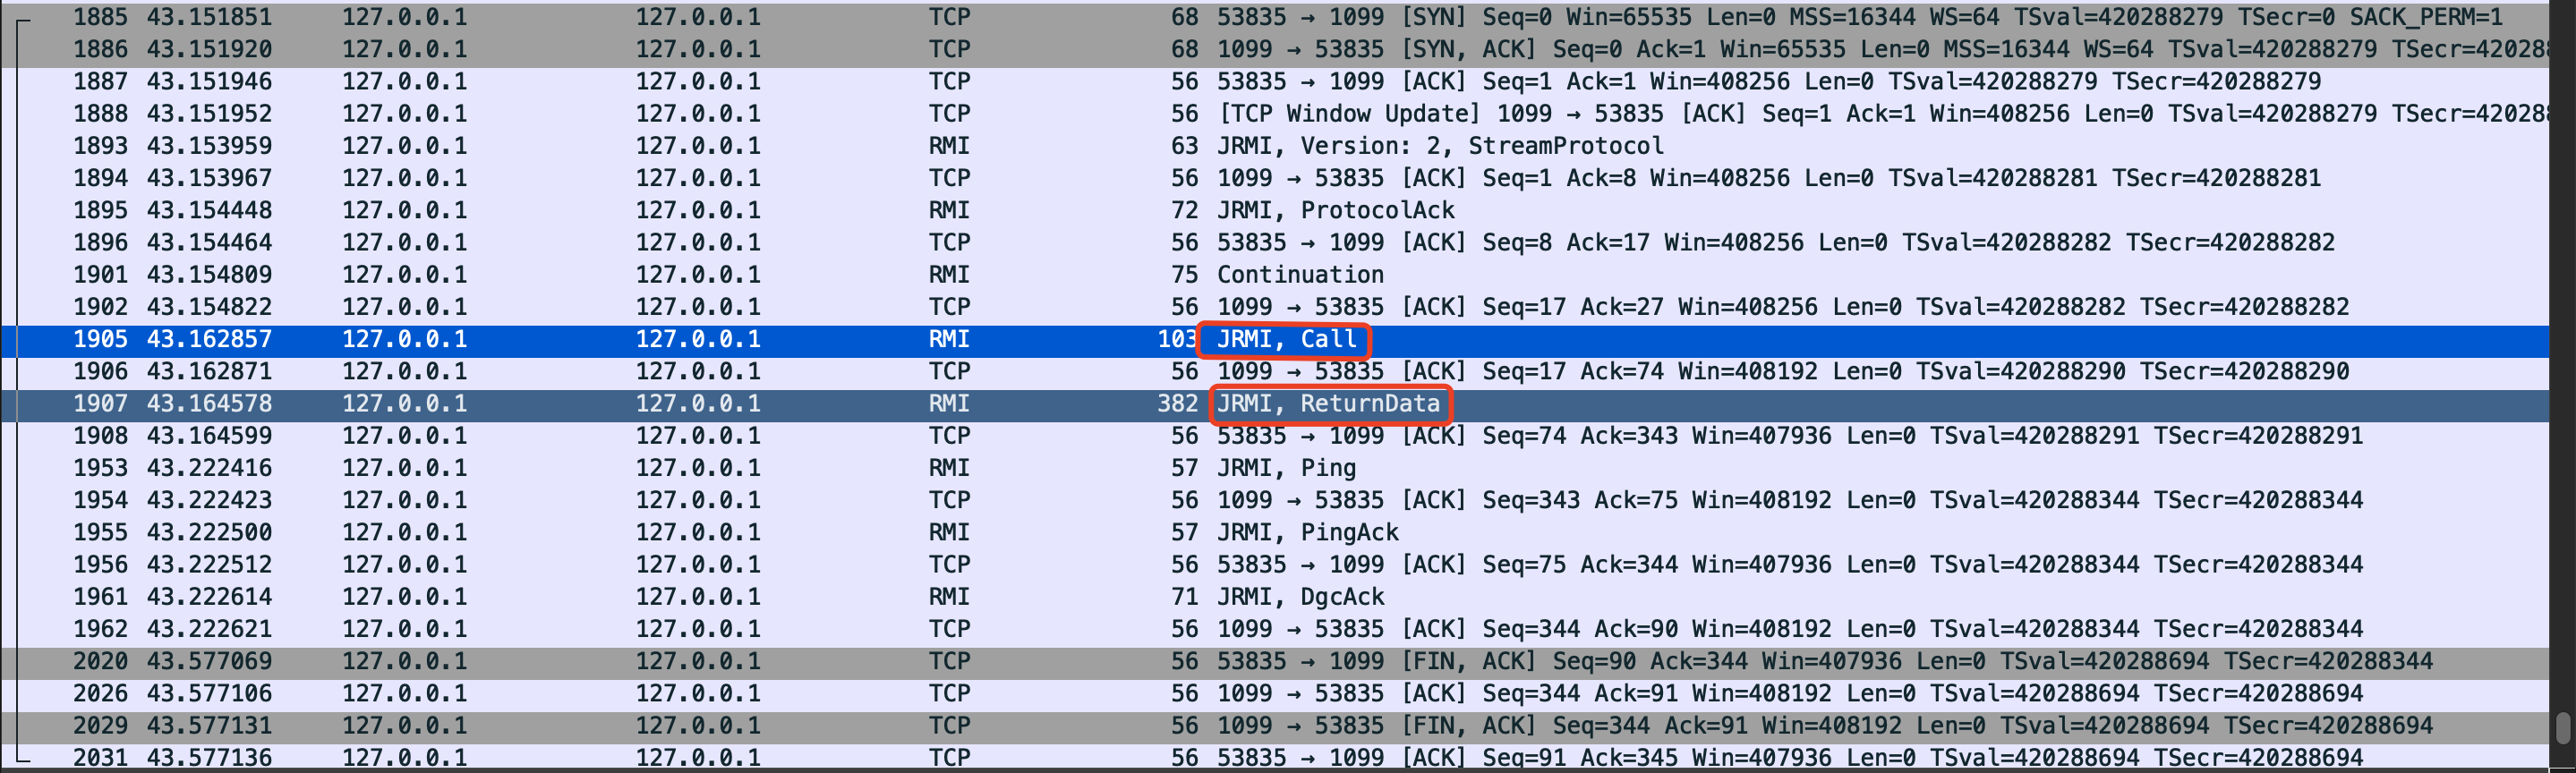 1885 43.151851 127.0.0.1 127.0.0.1 TCP 68 53835 → 1099 [SYN] Seq=0 Win=65535 Len=0 MSS=16344 WS=64 TSval=420288279 TSecr=0 SACK_PERM=1
1886 43.151920 127.0.0.1 127.0.0.1 TCP 68 1099 → 53835 [SYN, ACK] Seq=0 Ack=1 Win=65535 Len=0 MSS=16344 WS=64 TSval=420288279 TSecr=42028
1887 43.151946 127.0.0.1 127.0.0.1 TCP 56 53835 → 1099 [ACK] Seq=1 Ack=1 Win=408256 Len=0 TSval=420288279 TSecr=420288279
1888 43.151952 127.0.0.1 127.0.0.1 TCP 56 [TCP Window Update] 1099 → 53835 [ACK] Seq=1 Ack=1 Win=408256 Len=0 TSval=420288279 TSecr=42028
1893 43.153959 127.0.0.1 127.0.0.1 RMI 63 JRMI, Version: 2, StreamProtocol
1894 43.153967 127.0.0.1 127.0.0.1 TCP 56 1099 → 53835 [ACK] Seq=1 Ack=8 Win=408256 Len=0 TSval=420288281 TSecr=420288281
1895 43.154448 127.0.0.1 127.0.0.1 RMI 72 JRMI, ProtocolAck
1896 43.154464 127.0.0.1 127.0.0.1 TCP 56 53835 → 1099 [ACK] Seq=8 Ack=17 Win=408256 Len=0 TSval=420288282 TSecr=420288282
1901 43.154809 127.0.0.1 127.0.0.1 RMI 75 Continuation
1902 43.154822 127.0.0.1 127.0.0.1 TCP 56 1099 → 53835 [ACK] Seq=17 Ack=27 Win=408256 Len=0 TSval=420288282 TSecr=420288282
1905 43.162857 127.0.0.1 127.0.0.1 RMI 103 JRMI, Call
1906 43.162871 127.0.0.1 127.0.0.1 TCP 56 1099 → 53835 [ACK] Seq=17 Ack=74 Win=408192 Len=0 TSval=420288290 TSecr=420288290
1907 43.164578 127.0.0.1 127.0.0.1 RMI 382 JRMI, ReturnData
1908 43.164599 127.0.0.1 127.0.0.1 TCP 56 53835 → 1099 [ACK] Seq=74 Ack=343 Win=407936 Len=0 TSval=420288291 TSecr=420288291
1953 43.222416 127.0.0.1 127.0.0.1 RMI 57 JRMI, Ping
1954 43.222423 127.0.0.1 127.0.0.1 TCP 56 1099 → 53835 [ACK] Seq=343 Ack=75 Win=408192 Len=0 TSval=420288344 TSecr=420288344
1955 43.222500 127.0.0.1 127.0.0.1 RMI 57 JRMI, PingAck
1956 43.222512 127.0.0.1 127.0.0.1 TCP 56 53835 → 1099 [ACK] Seq=75 Ack=344 Win=407936 Len=0 TSval=420288344 TSecr=420288344
1961 43.222614 127.0.0.1 127.0.0.1 RMI 71 JRMI, DgcAck
1962 43.222621 127.0.0.1 127.0.0.1 TCP 56 1099 → 53835 [ACK] Seq=344 Ack=90 Win=408192 Len=0 TSval=420288344 TSecr=420288344
2020 43.577069 127.0.0.1 127.0.0.1 TCP 56 53835 → 1099 [FIN, ACK] Seq=90 Ack=344 Win=407936 Len=0 TSval=420288694 TSecr=420288344
2026 43.577106 127.0.0.1 127.0.0.1 TCP 56 1099 → 53835 [ACK] Seq=344 Ack=91 Win=408192 Len=0 TSval=420288694 TSecr=420288694
2029 43.577131 127.0.0.1 127.0.0.1 TCP 56 1099 → 53835 [FIN, ACK] Seq=344 Ack=91 Win=408192 Len=0 TSval=420288694 TSecr=420288694
2031 43.577136 127.0.0.1 127.0.0.1 TCP 56 53835 → 1099 [ACK] Seq=91 Ack=345 Win=407936 Len=0 TSval=420288694 TSecr=420288694